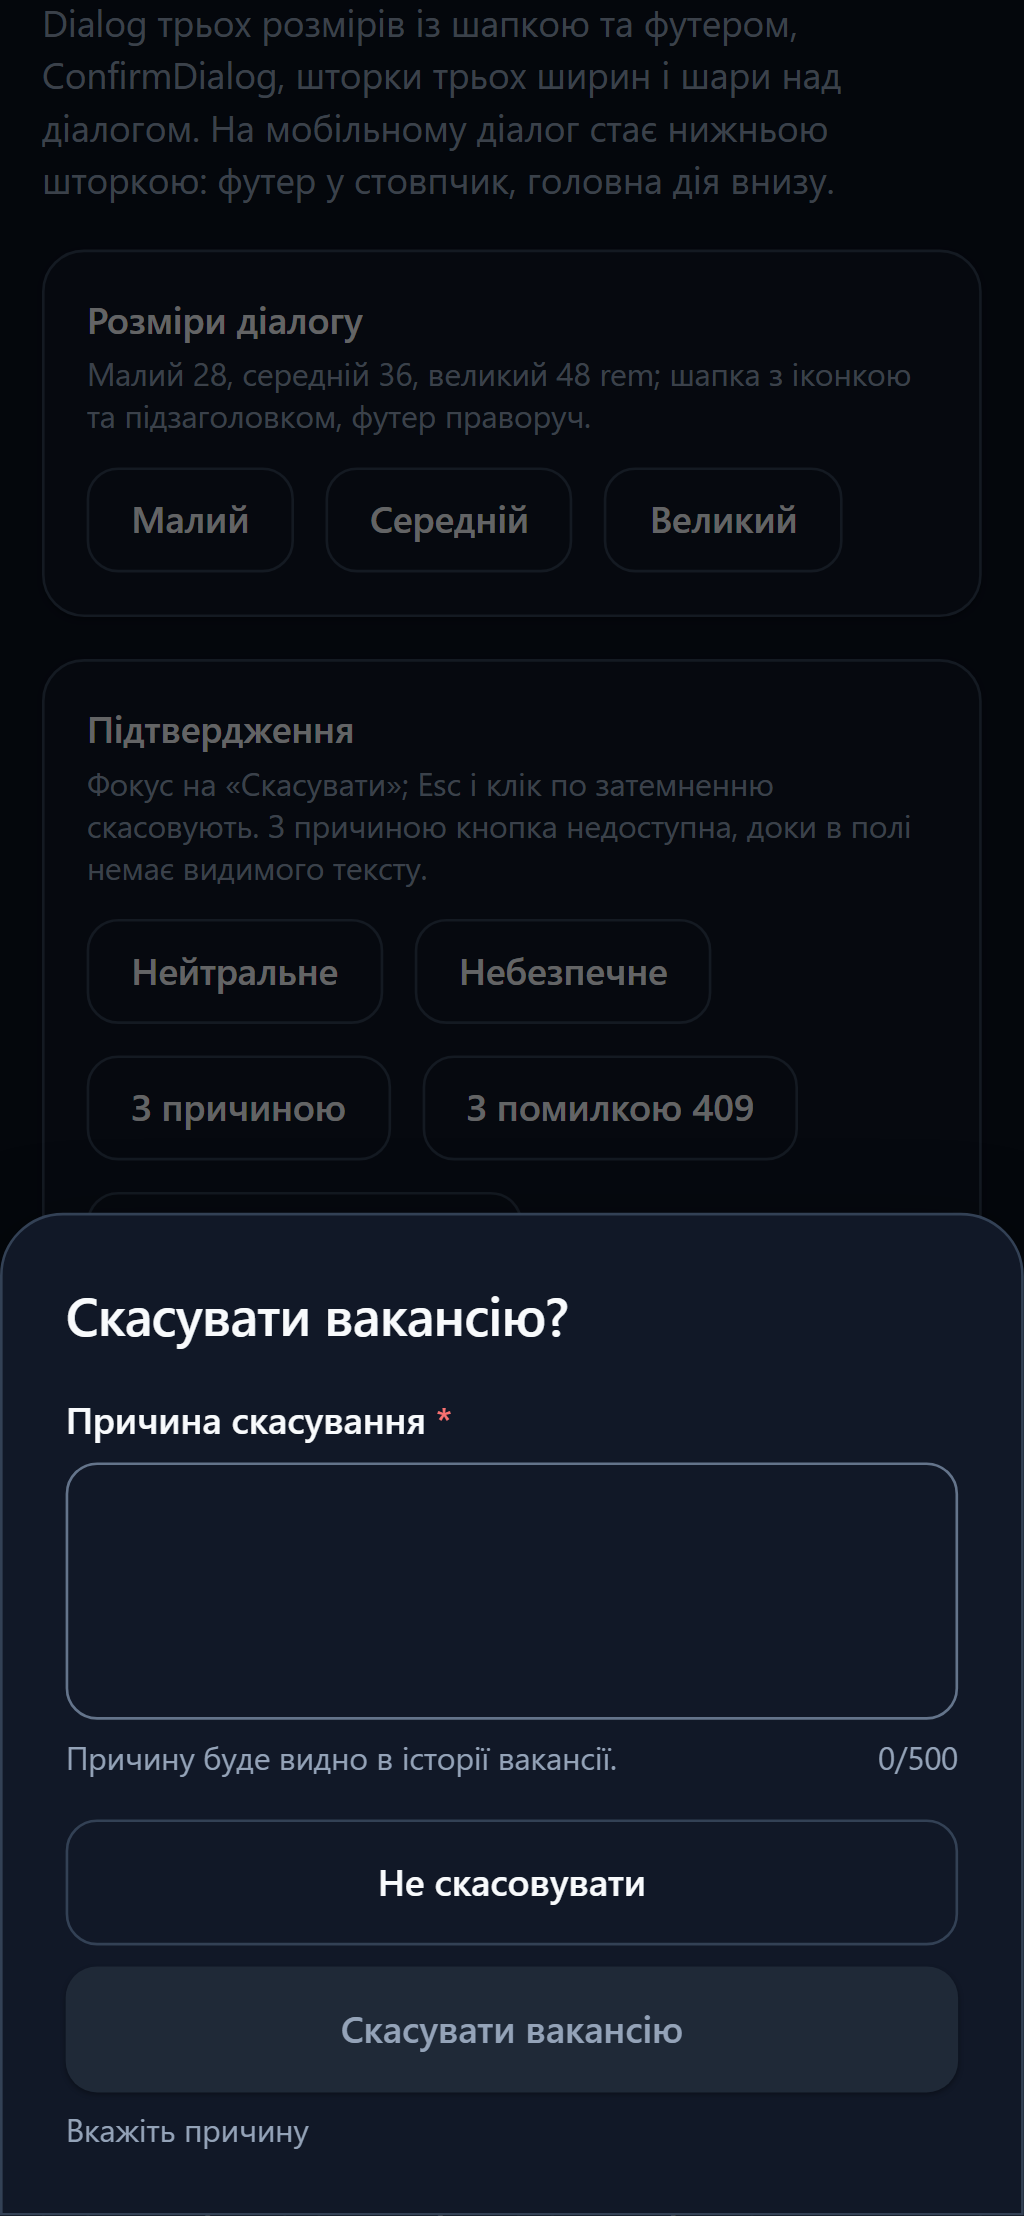 Dialog трьох розмірів із шапкою та футером,
ConfirmDialog, шторки трьох ширин і шари над
діалогом. На мобільному діалог стає нижньою
шторкою: футер у стовпчик, головна дія внизу.
Розміри діалогу
Малий 28, середній 36, великий 48 rem; шапка з іконкою
та підзаголовком, футер праворуч.
Малий
Середній
Великий
Підтвердження
Фокус на «Скасувати»; Esc і клік по затемненню
скасовують. З причиною кнопка недоступна, доки в полі
немає видимого тексту.
Нейтральне
Небезпечне
З причиною
З помилкою 409
Скасувати вакансію?
Причина скасування *
Причину буде видно в історії вакансії.
0/500
Не скасовувати
Скасувати вакансію
Вкажіть причину